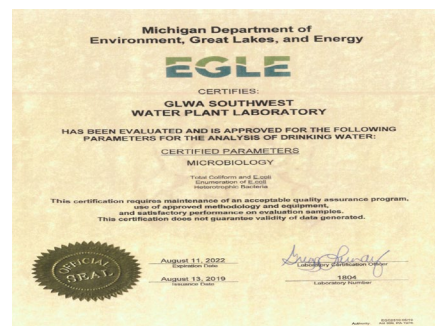 Michigan Department of
Environment, Great Lakes, and Energy
EGLE
CERTIFIES:
GLWA SOUTHWEST
WATER PLANT LABORATORY
HAS BEEN EVALUATED AND IS APPROVED FOR THE FOLLOWING
PARAMETERS FOR THE ANALYSIS OF DRINKING WATER:
CERTIFIED PARAMETERS
MICROBIOLOGY
Total Coliform and E.coli
Enumeration of E.coli
Heterotrophic Bacteria
This certification requires maintenance of an acceptable quality assurance program,
use of approved methodology and equipment,
and satisfactory performance on evaluation samples.
This certification does not guarantee validity of data generated.
OFFICIAL
SEAL
August 11, 2022
Expiration Date
Laboratory Certification Officer
August 13, 2019
Issuance Date
1804
Laboratory Number